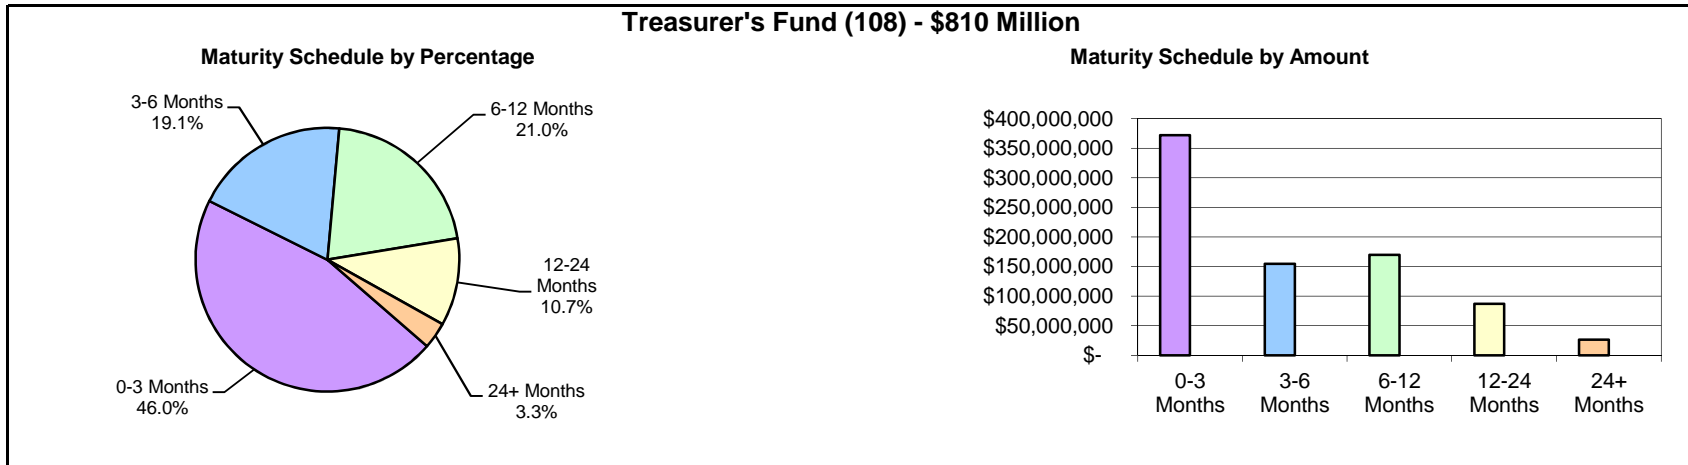 Treasurer's Fund (108) - $810 Million
Maturity Schedule by Percentage
3-6 Months
19.1%
6-12 Months
21.0%
12-24
Months
10.7%
0-3 Months
46.0%
24+ Months
3.3%
Maturity Schedule by Amount
$400,000,000
$350,000,000
$300,000,000
$250,000,000
$200,000,000
$150,000,000
$100,000,000
$50,000,000
$-
0-3
Months
3-6
Months
6-12
Months
12-24
Months
24+
Months